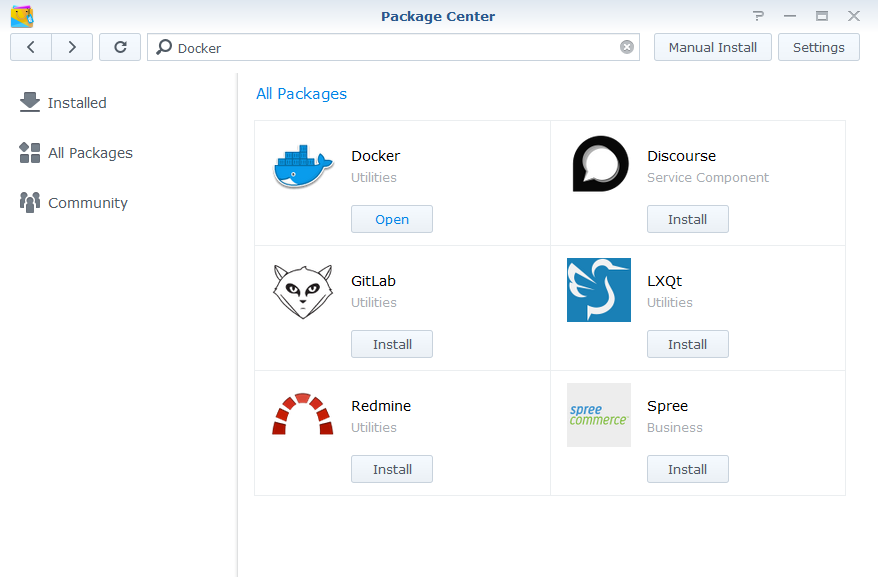 Package Center
Docker
Manual Install
Settings
Installed
All Packages
Community
All Packages
Docker
Utilities
Open
Discourse
Service Component
Install
GitLab
Utilities
Install
LXQt
Utilities
Install
Redmine
Utilities
Install
spree
commerce
Spree
Business
Install